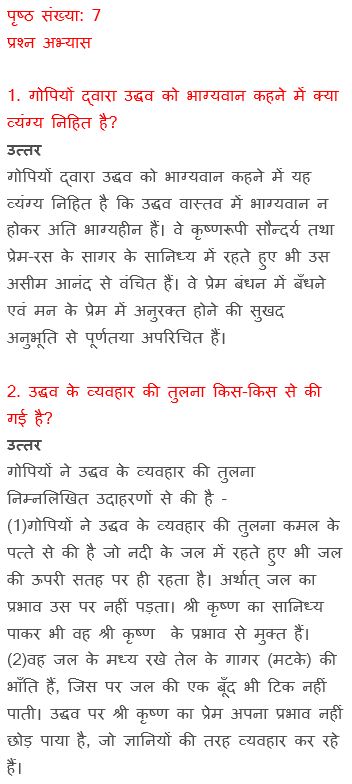 पृष्ठ संख्या: 7
प्रश्न अभ्यास
1. गोपियों द्वारा उद्धव को भाग्यवान कहने में क्या
व्यंग्य निहित है?
उत्तर
गोपियों द्वारा उद्धव को भाग्यवान कहने में यह
व्यंग्य निहित है कि उद्धव वास्तव में भाग्यवान न
होकर अति भाग्यहीन हैं। वे कृष्णरूपी सौन्दर्य तथा
प्रेम-रस के सागर के सानिध्य में रहते हुए भी उस
असीम आनंद से वंचित हैं। वे प्रेम बंधन में बँधने
एवं मन के प्रेम में अनुरक्त होने की सुखद
अनुभूति से पूर्णतया अपरिचित हैं।
2. उद्धव के व्यवहार की तुलना किस-किस से की
गई है?
उत्तर
गोपियों ने उद्धव के व्यवहार की तुलना
निम्नलिखित उदाहरणों से की है -
(1)गोपियों ने उद्धव के व्यवहार की तुलना कमल के
पत्ते से की है जो नदी के जल में रहते हुए भी जल
की ऊपरी सतह पर ही रहता है। अर्थात् जल का
प्रभाव उस पर नहीं पड़ता। श्री कृष्ण का सानिध्य
पाकर भी वह श्री कृष्ण  के प्रभाव से मुक्त हैं।
(2)वह जल के मध्य रखे तेल के गागर (मटके) की
भाँति हैं, जिस पर जल की एक बूँद भी टिक नहीं
पाती। उद्धव पर श्री कृष्ण का प्रेम अपना प्रभाव नहीं
छोड़ पाया है, जो ज्ञानियों की तरह व्यवहार कर रहे
हैं।